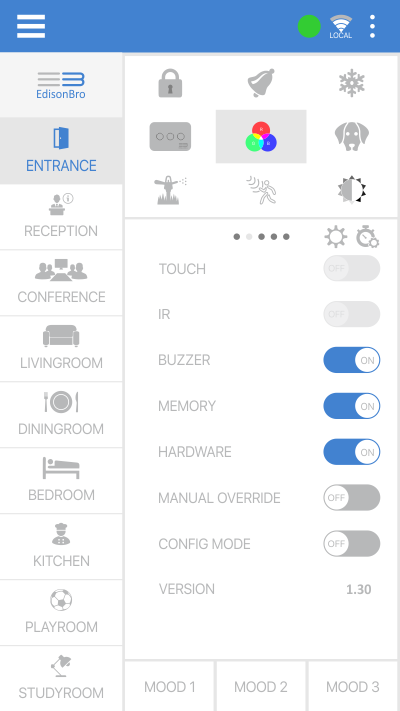 LOCAL
EdisonBro
ENTRANCE
RECEPTION
CONFERENCE
LIVINGROOM
DININGROOM
BEDROOM
KITCHEN
PLAYROOM
STUDYROOM
TOUCH OFF
IR OFF
BUZZER ON
MEMORY ON
HARDWARE ON
MANUAL OVERRIDE OFF
CONFIG MODE OFF
VERSION 1.30
MOOD 1 MOOD 2 MOOD 3